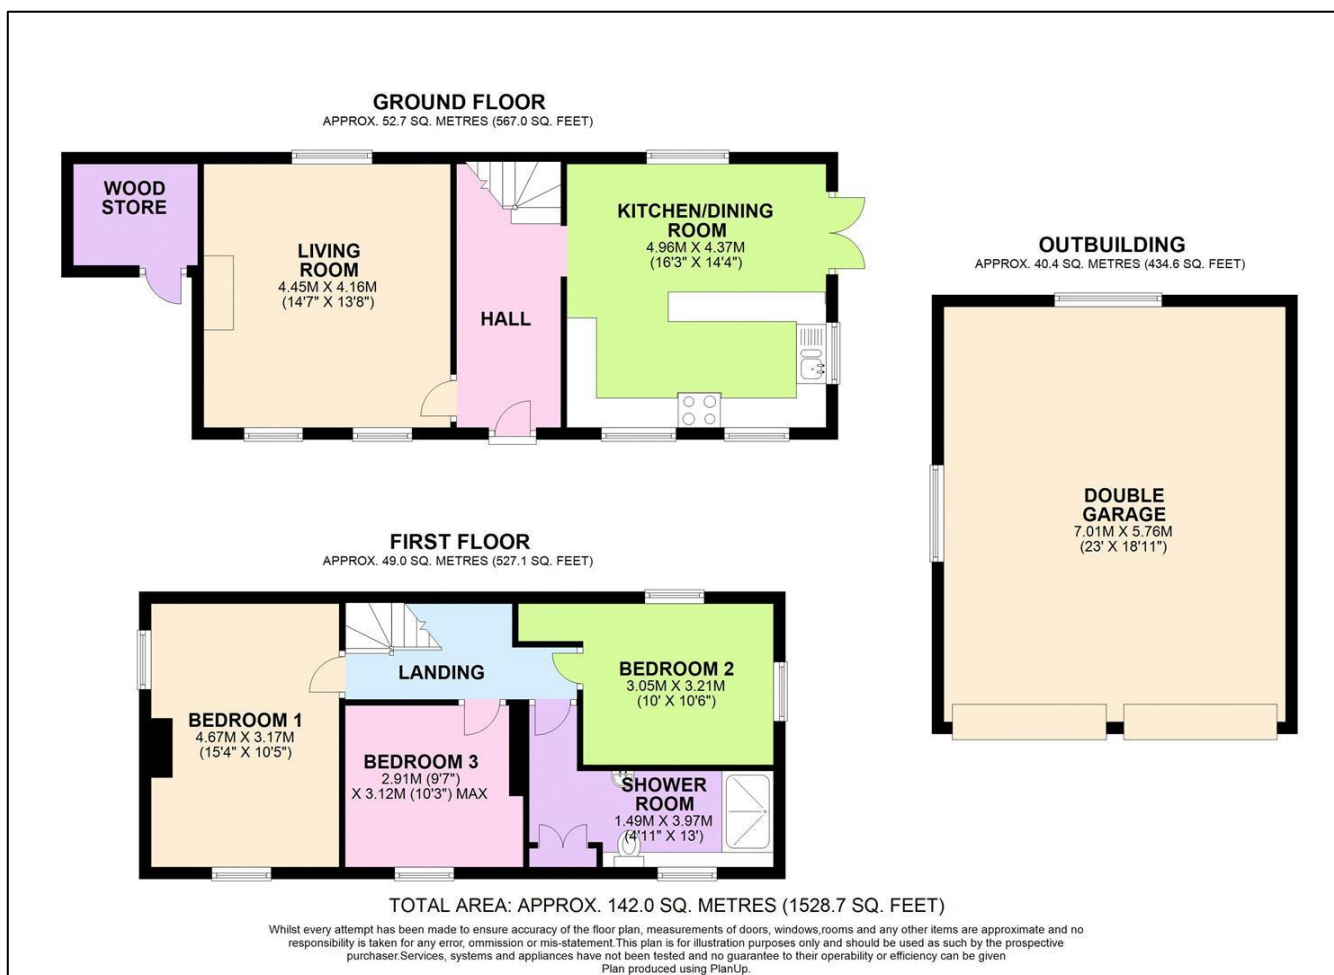 GROUND FLOOR
APPROX. 52.7 SQ. METRES (567.0 SQ. FEET)
WOOD
STORE
LIVING
ROOM
4.45M X 4.16M
(14'7" X 13'8")
HALL
KITCHEN/DINING
ROOM
4.96M X 4.37M
(16'3" X 14'4")
OUTBUILDING
APPROX. 40.4 SQ. METRES (434.6 SQ. FEET)
DOUBLE
GARAGE
7.01M X 5.76M
(23' X 18'11")
FIRST FLOOR
APPROX. 49.0 SQ. METRES (527.1 SQ. FEET)
BEDROOM 1
4.67M X 3.17M
(15'4" X 10'5")
LANDING
BEDROOM 2
3.05M X 3.21M
(10' X 10'6")
BEDROOM 3
2.91M (9'7")
X 3.12M (10'3") MAX
SHOWER
ROOM
1.49M X 3.97M
(4'11" X 13')
TOTAL AREA: APPROX. 142.0 SQ. METRES (1528.7 SQ. FEET)
Whilst every attempt has been made to ensure accuracy of the floor plan, measurements of doors, windows,rooms and any other items are approximate and no
responsibility is taken for any error, ommission or mis-statement.This plan is for illustration purposes only and should be used as such by the prospective
purchaser.Services, systems and appliances have not been tested and no guarantee to their operability or efficiency can be given
Plan produced using PlanUp.